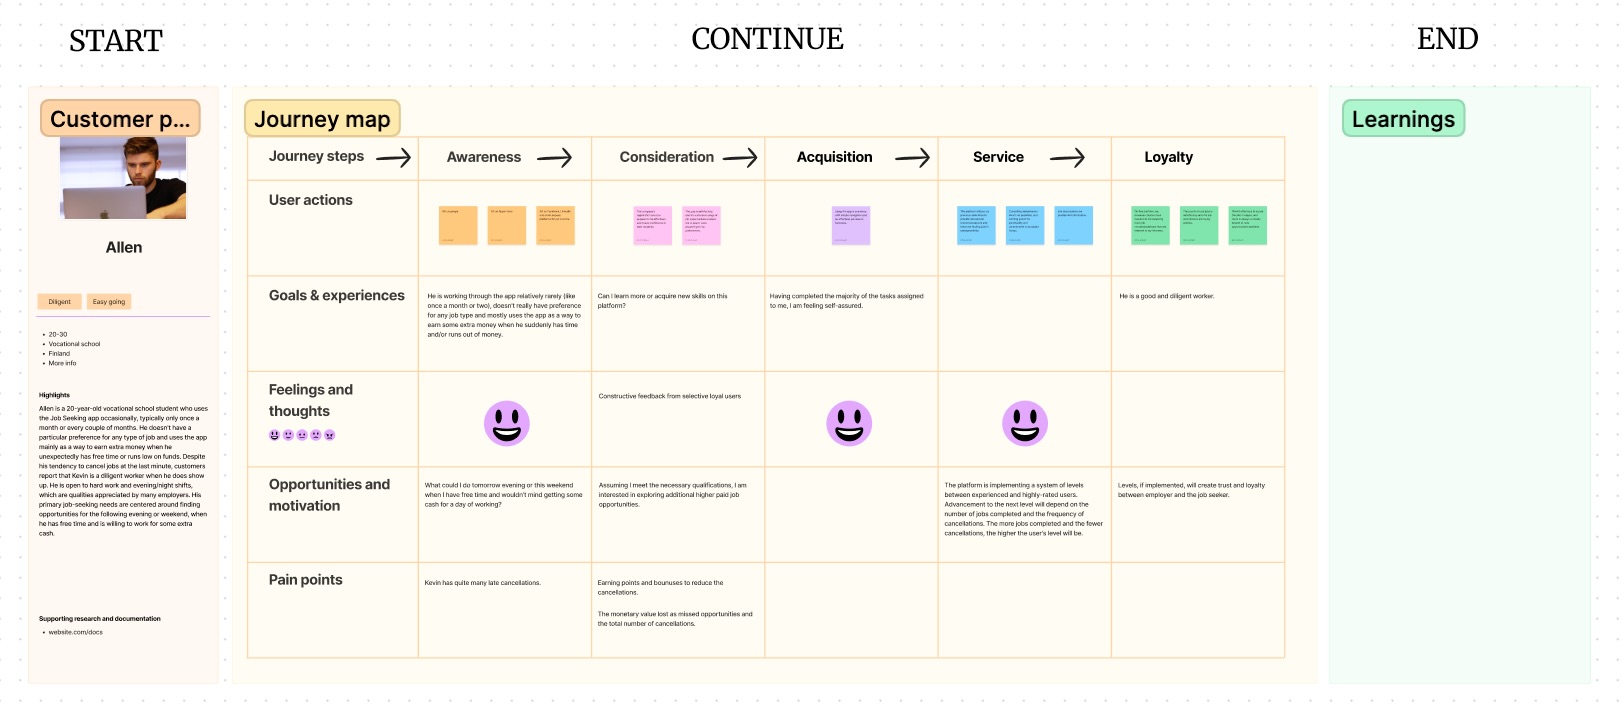 START
CONTINUE
END
Customer p...
Journey map
Learnings
Allen
Diligent
Easy going
20-30
Vocational school
Finland
More info
Highlights
Allen is a 20-year-old vocational school student who uses
the Job Seeking app occasionally, typically only once a
month or every couple of months. He doesn't have a
particular preference for any type of job and uses the app
mainly as a way to earn extra money when he
unexpectedly has free time or runs low on funds. Despite
his tendency to cancel jobs at the last minute, customers
report that Kevin is a diligent worker when he does show
up. He is open to hard work and evening/night shifts,
which are qualities appreciated by many employers. His
primary job-seeking needs are centered around finding
opportunities for the following evening or weekend, when
he has free time and is willing to work for some extra
cash.
Supporting research and documentation
website.com/docs
Journey steps
Awareness
Consideration
Acquisition
Service
Loyalty
User actions
Goals & experiences
He is working through the app relatively rarely (like
once a month or two), doesn't really have preference
for any job type and mostly uses the app as a way to
earn some extra money when he suddenly has time
and/or runs out of money.
Can I learn more or acquire new skills on this
platform?
Having completed the majority of the tasks assigned
to me, I am feeling self-assured.
He is a good and diligent worker.
Feelings and
thoughts
Constructive feedback from selective loyal users
Opportunities and
motivation
What could I do tomorrow evening or this weekend
when I have free time and wouldn't mind getting some
cash for a day of working?
Assuming I meet the necessary qualifications, I am
interested in exploring additional higher paid job
opportunities.
The platform is implementing a system of levels
between experienced and highly-rated users.
Advancement to the next level will depend on the
number of jobs completed and the frequency of
cancellations. The more jobs completed and the fewer
cancellations, the higher the user's level will be.
Levels, if implemented, will create trust and loyalty
between employer and the job seeker.
Pain points
Kevin has quite many late cancellations.
Earning points and bounuses to reduce the
cancellations.
The monetary value lost as missed opportunities and
the total number of cancellations.